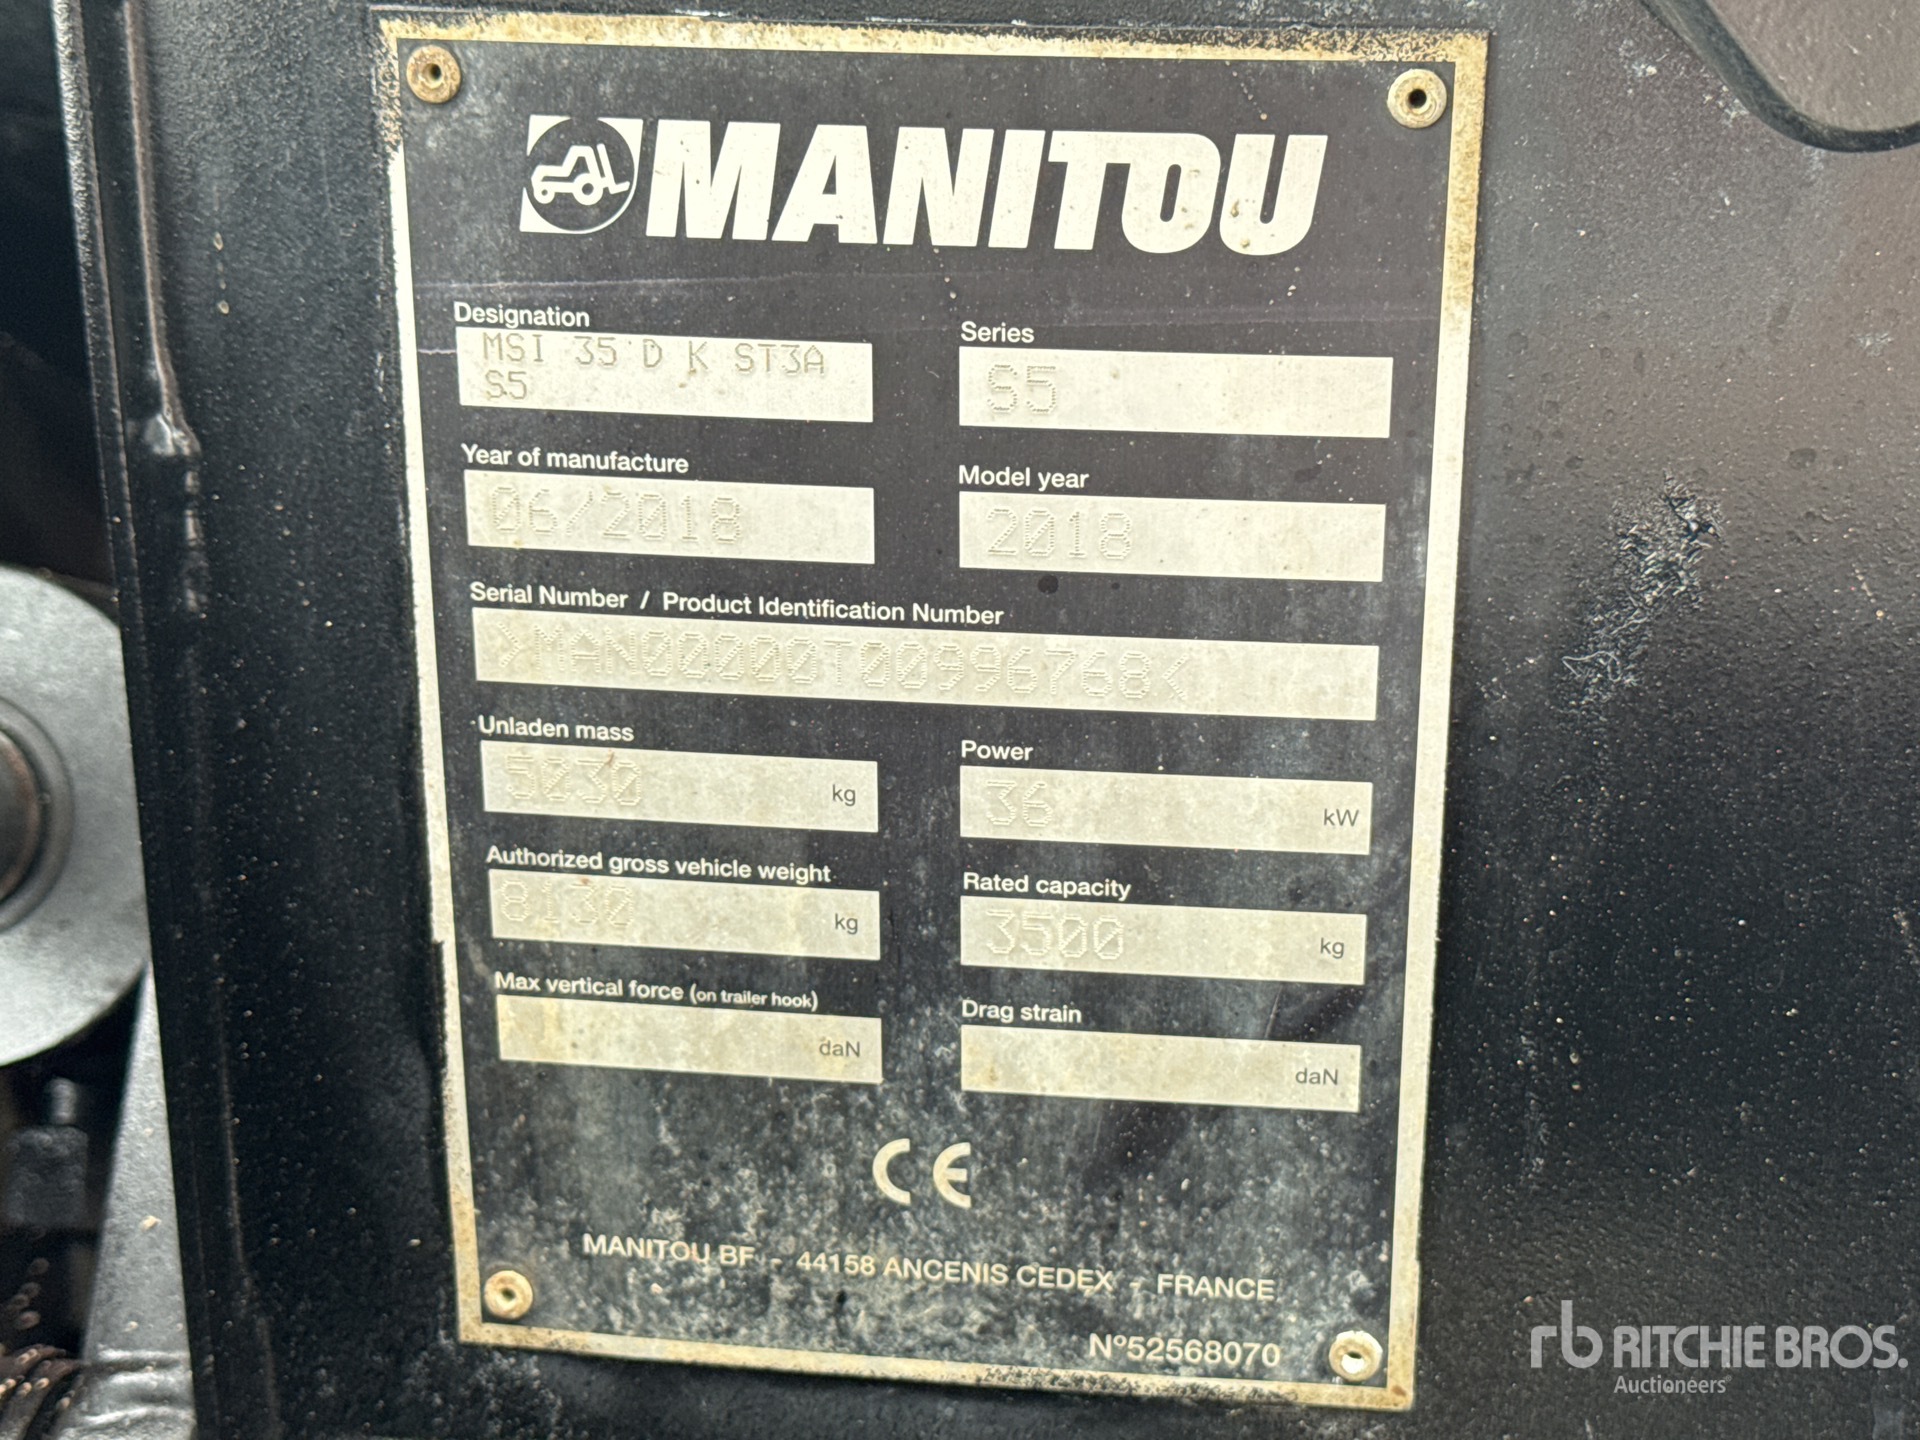 MANITOU
Designation
MSI 35 D K ST3A
S5
Series
S5
Year of manufacture
06/2018
Model year
2018
Serial Number / Product Identification Number
>MAN00000T00996768<
Unladen mass
5030 kg
Power
36 kW
Authorized gross vehicle weight
8130 kg
Rated capacity
3500 kg
Max vertical force (on trailer hook)
daN
Drag strain
daN
CE
MANITOU BF - 44158 ANCENIS CEDEX - FRANCE
N°52568070
rb RITCHIE BROS.
Auctioneers